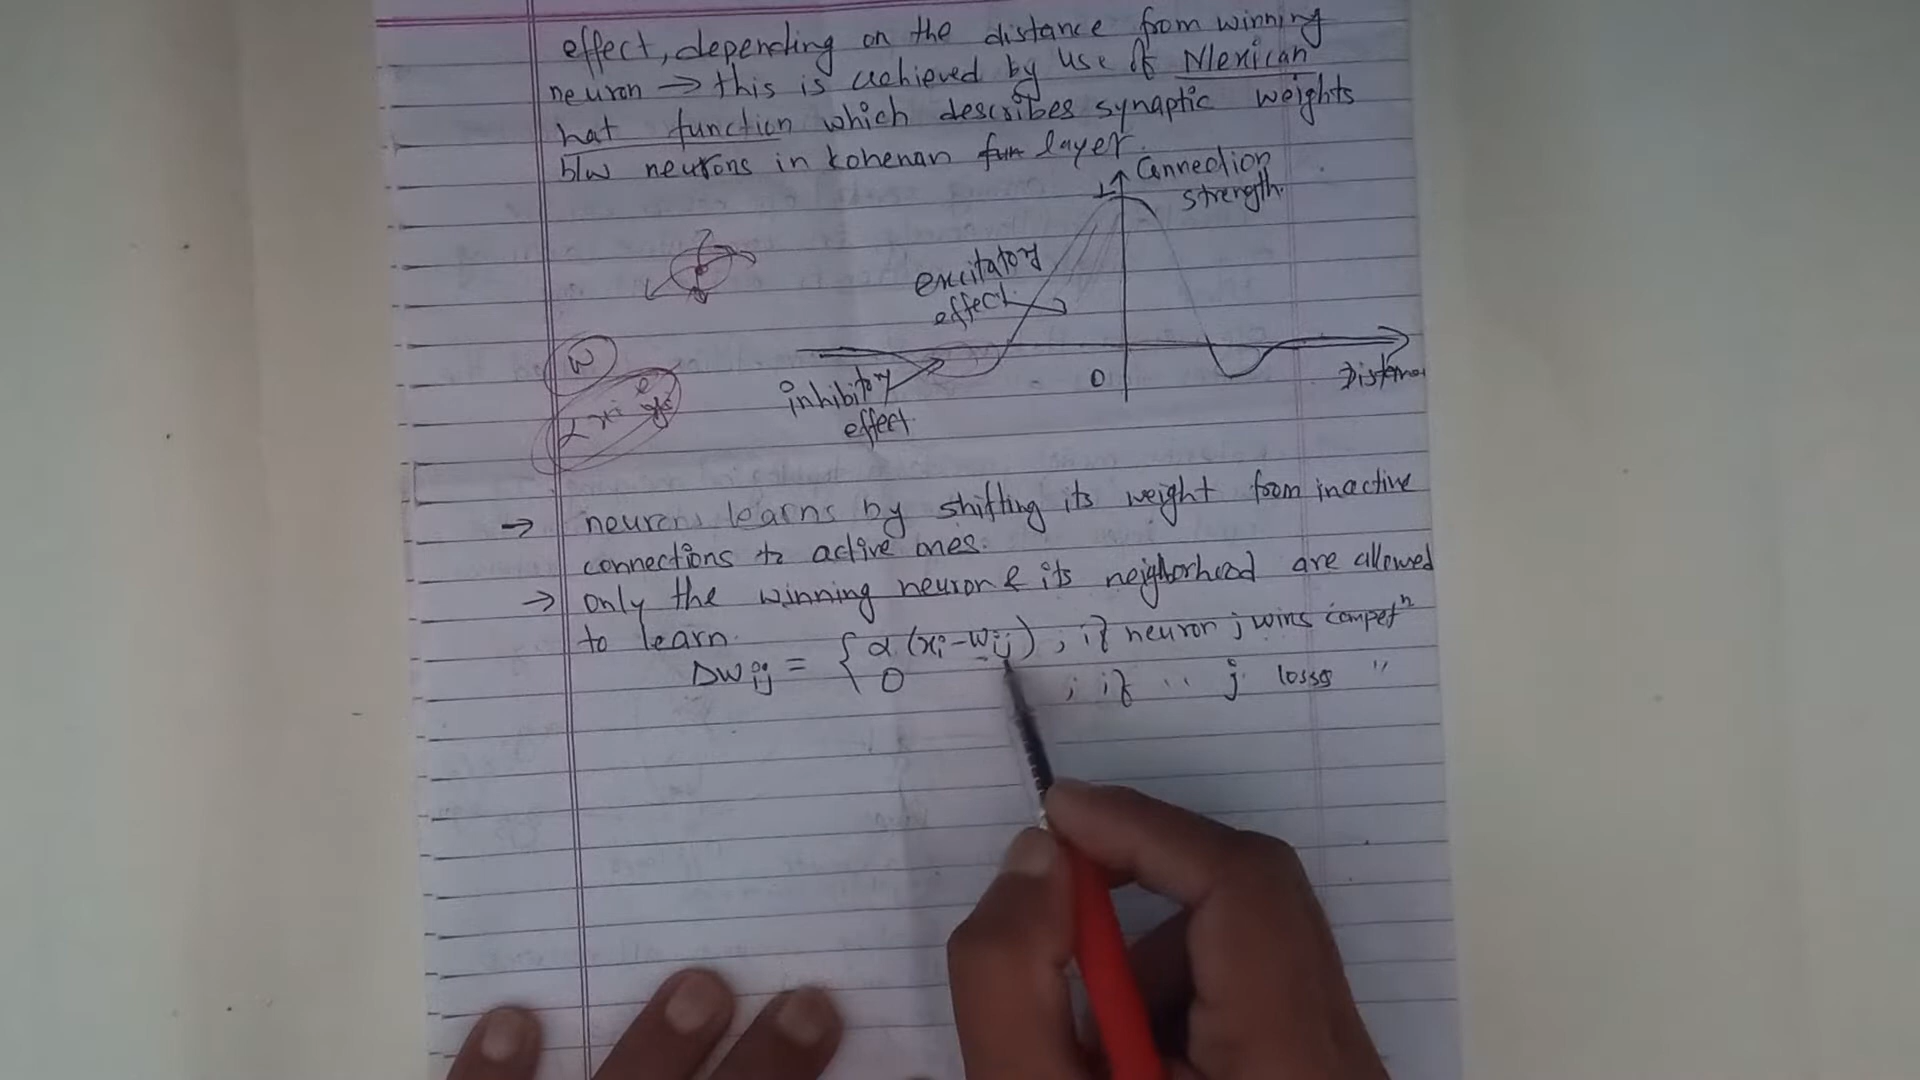 effect, depending on the distance from winning
neuron → this is achieved by use of Mexican
hat function which describes synaptic weights
b/w neurons in kohenan layer.
Connection
strength.
excitatory
effect
inhibitory
effect.
0
Distance
W
→ neurons learns by shifting its weight from inactive
connections to active ones.
→ only the winning neuron & its neighborhood are allowed
to learn.
Δwij = { α (xi - wij) ; if neuron j wins competⁿ
0 ; if " j losses "